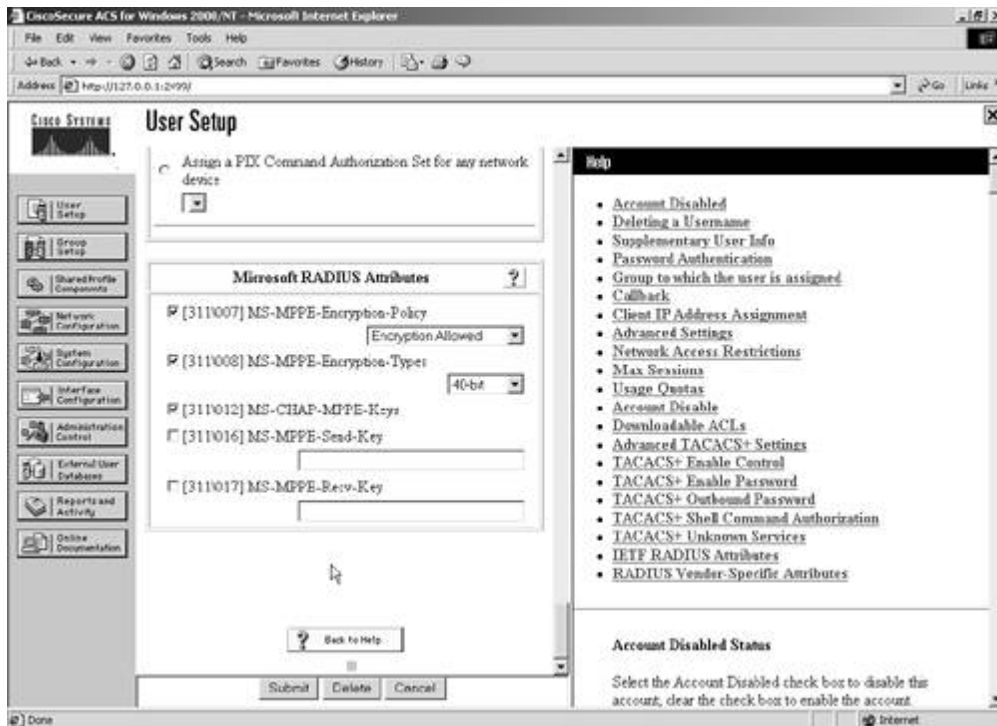 CiscoSecure ACS for Windows 2000/NT - Microsoft Internet Explorer
File Edit View Favorites Tools Help
Back Search Favorites History
Address http://127.0.0.1:2499/ Go Links
CISCO SYSTEMS
User Setup
User Setup
Group Setup
Shared Profile Components
Network Configuration
System Configuration
Interface Configuration
Administration Control
External User Databases
Reports and Activity
Online Documentation
Assign a PIX Command Authorization Set for any network
device
Microsoft RADIUS Attributes ?
[311\007] MS-MPPE-Encryption-Policy
Encryption Allowed
[311\008] MS-MPPE-Encryption-Types
40-bit
[311\012] MS-CHAP-MPPE-Keys
[311\016] MS-MPPE-Send-Key
[311\017] MS-MPPE-Recv-Key
? Back to Help
Submit Delete Cancel
Help
Account Disabled
Deleting a Username
Supplementary User Info
Password Authentication
Group to which the user is assigned
Callback
Client IP Address Assignment
Advanced Settings
Network Access Restrictions
Max Sessions
Usage Quotas
Account Disable
Downloadable ACLs
Advanced TACACS+ Settings
TACACS+ Enable Control
TACACS+ Enable Password
TACACS+ Outbound Password
TACACS+ Shell Command Authorization
TACACS+ Unknown Services
IETF RADIUS Attributes
RADIUS Vendor-Specific Attributes
Account Disabled Status
Select the Account Disabled check box to disable this
account, clear the check box to enable the account.
Done Internet